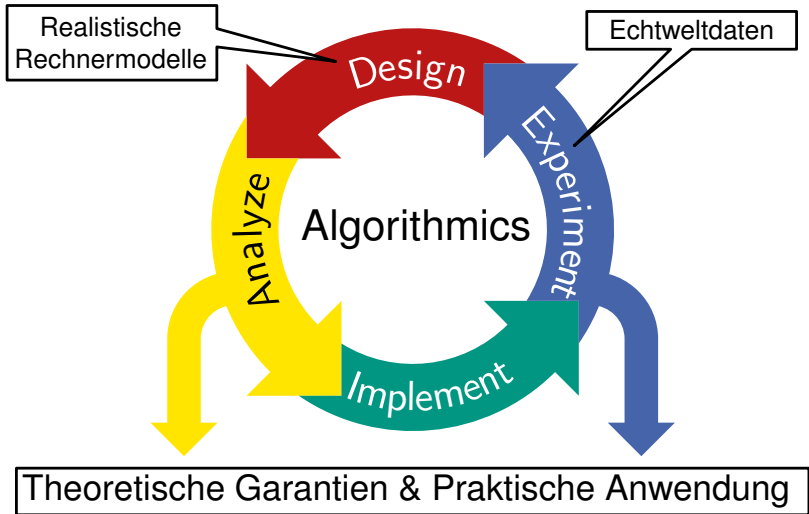 Realistische
Rechnermodelle
Echtweltdaten
Design
Experiment
Analyze
Algorithmics
Implement
Theoretische Garantien & Praktische Anwendung